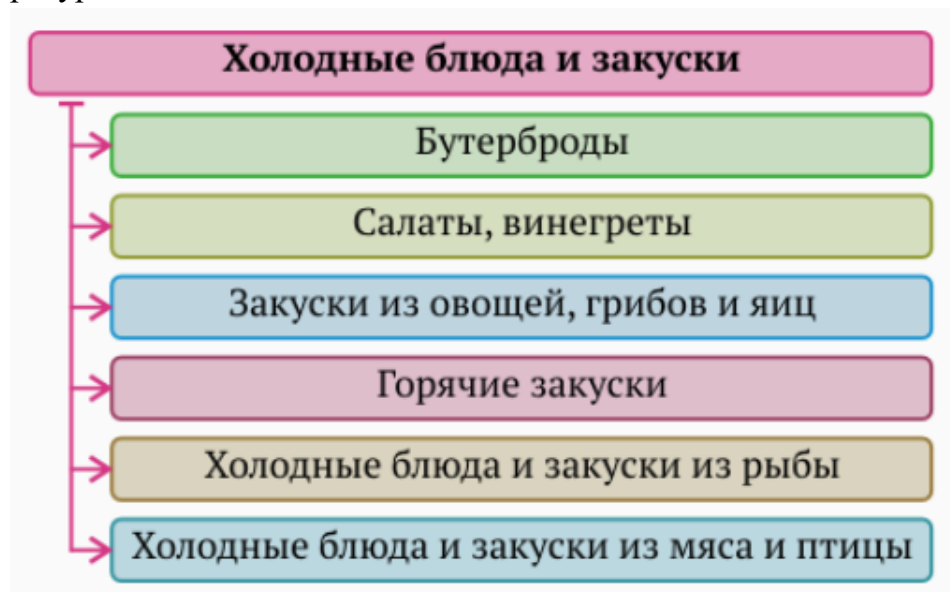 Холодные блюда и закуски
Бутерброды
Салаты, винегреты
Закуски из овощей, грибов и яиц
Горячие закуски
Холодные блюда и закуски из рыбы
Холодные блюда и закуски из мяса и птицы